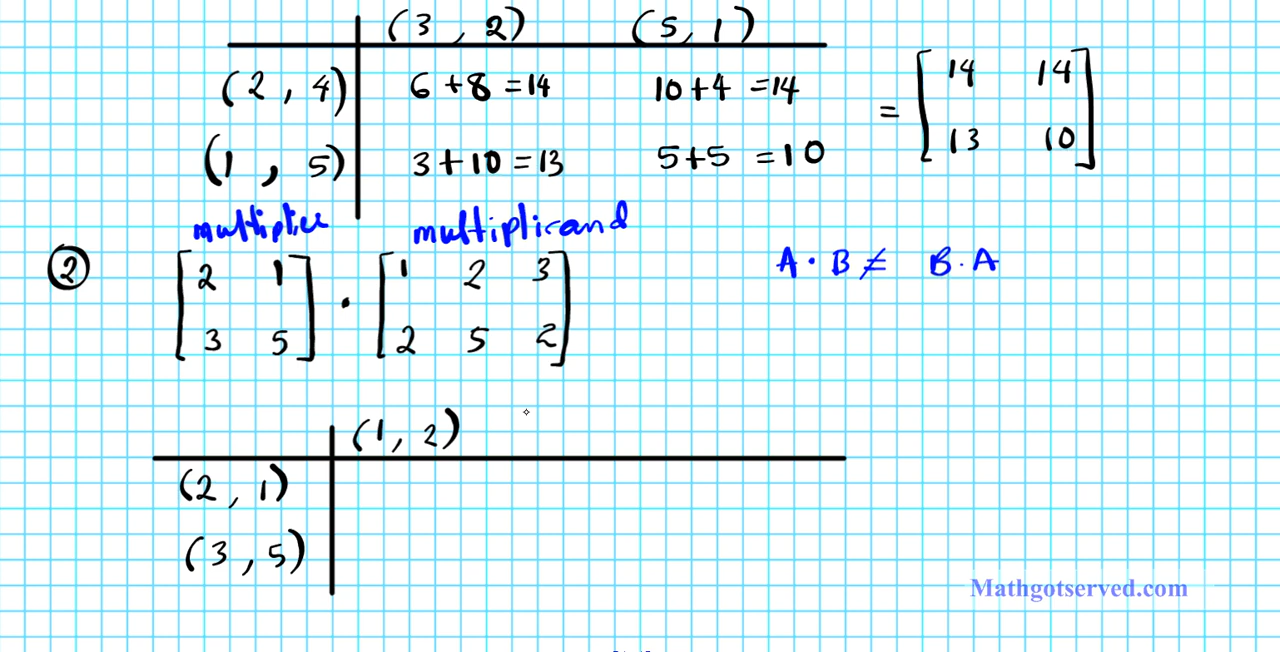 (3 , 2) (5, 1)
(2 , 4) 6 + 8 = 14 10 + 4 = 14
(1 , 5) 3 + 10 = 13 5 + 5 = 10
= [14 14
13 10]
multiplicand
② [2 1 · [1 2 3
3 5] 2 5 2]
A · B ≠ B . A
(1, 2)
(2 , 1)
(3 , 5)
Mathgotserved.com